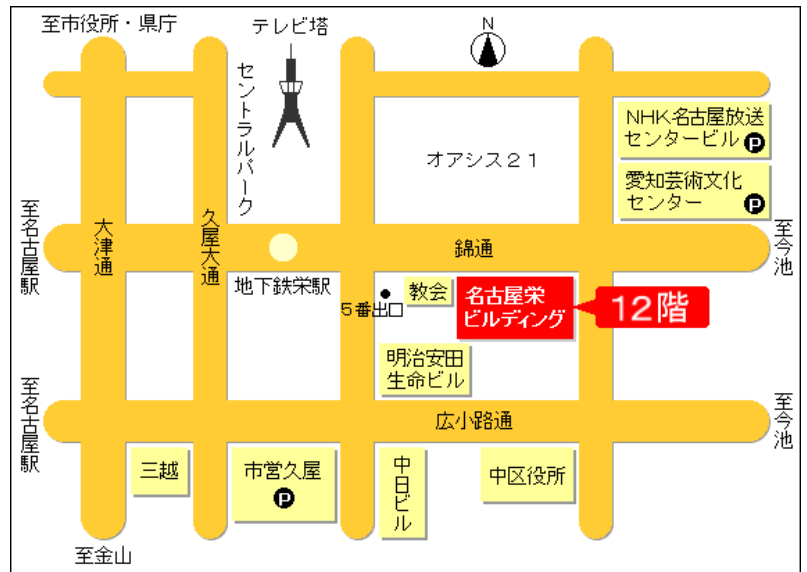 至市役所・県庁
テレビ塔
N
セントラルパーク
NHK名古屋放送
センタービル P
オアシス21
愛知芸術文化
センター P
至名古屋駅
大津通
久屋大通
錦通
至今池
地下鉄栄駅
5番出口
教会
名古屋栄
ビルディング
12階
明治安田
生命ビル
至名古屋駅
広小路通
至今池
三越
市営久屋
P
中日ビル
中区役所
至金山